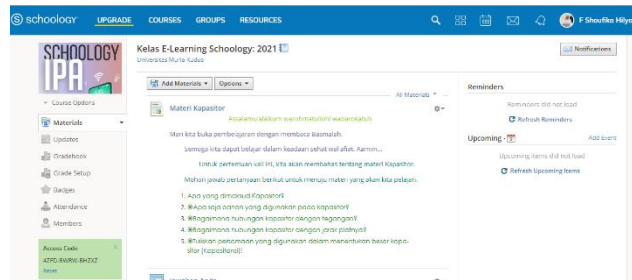 schoology
UPGRADE
COURSES
GROUPS
RESOURCES
F Shoufika Hilya
SCHOOLOGY
IPA
Course Options
Materials
Updates
Gradebook
Grade Setup
Badges
Attendance
Members
Access Code
Reset
Kelas E-Learning Schoology: 2021
Universitas Muria Kudus
Notifications
Add Materials
Options
All Materials
Materi Kapasitor
Assalamu'alaikum warohmatullohi wabarokatuh
Mari kita buka pembelajaran dengan membaca Basmalah.
Semoga kita dapat belajar dalam keadaan sehat wal afiat. Aamiin...
Untuk pertemuan kali ini, kita akan membahas tentang materi Kapasitor.
Mohon jawab pertanyaan berikut untuk menuju materi yang akan kita pelajari.
1. Apa yang dimaksud Kapasitor?
2. Apa saja bahan yang digunakan pada kapasitor?
3. Bagaimana hubungan kapasitor dengan tegangan?
4. Bagaimana hubungan kapasitor dengan jarak platnya?
5. Tuliskan persamaan yang digunakan dalam menentukan besar kapa-
sitor (Kapasitansi)!
Reminders
Reminders did not load
Refresh Reminders
Upcoming
Add Event
Upcoming items did not load
Refresh Upcoming Items